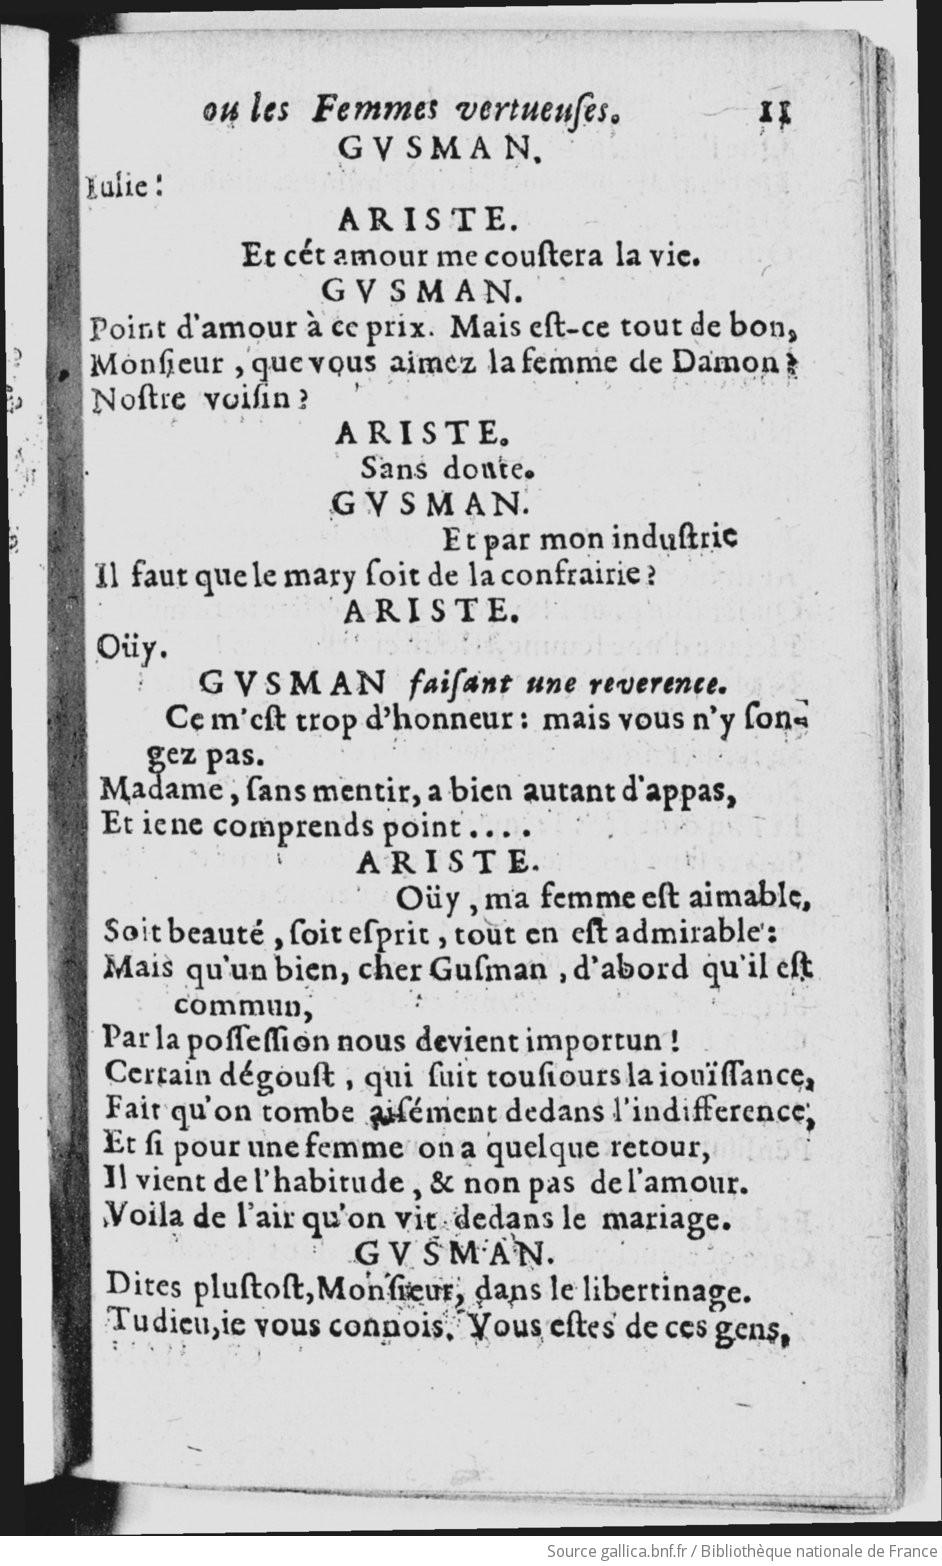 ou les Femmes vertueuſes. 11
GVSMAN.
Iulie!
ARISTE.
Et cét amour me couſtera la vie.
GVSMAN.
Point d'amour à ce prix. Mais eſt-ce tout de bon,
Monſieur, que vous aimez la femme de Damon?
Noſtre voiſin?
ARISTE.
Sans doute.
GVSMAN.
Et par mon induſtrie
Il faut que le mary ſoit de la confrairie?
ARISTE.
Oüy.
GVSMAN faiſant une reverence.
Ce m'eſt trop d'honneur: mais vous n'y ſon-
gez pas.
Madame, ſans mentir, a bien autant d'appas,
Et ie ne comprends point....
ARISTE.
Oüy, ma femme eſt aimable,
Soit beauté, ſoit eſprit, tout en eſt admirable:
Mais qu'un bien, cher Guſman, d'abord qu'il eſt
commun,
Par la poſſeſſion nous devient importun!
Certain dégouſt, qui ſuit touſiours la iouïſſance,
Fait qu'on tombe aiſément dedans l'indifference;
Et ſi pour une femme on a quelque retour,
Il vient de l'habitude, & non pas de l'amour.
Voila de l'air qu'on vit dedans le mariage.
GVSMAN.
Dites pluſtoſt, Monſieur, dans le libertinage.
Tudieu, ie vous connois. Vous eſtes de ces gens,
Source gallica.bnf.fr / Bibliothèque nationale de France